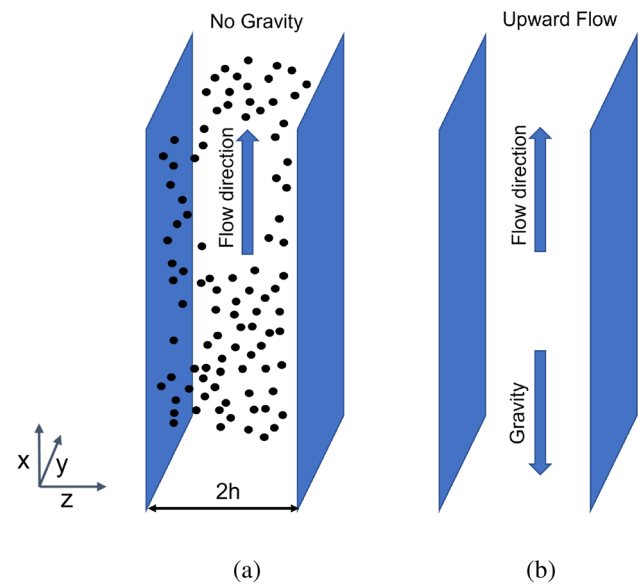 No Gravity
Upward Flow
Flow direction
Flow direction
Gravity
x
y
z
2h
(a)
(b)